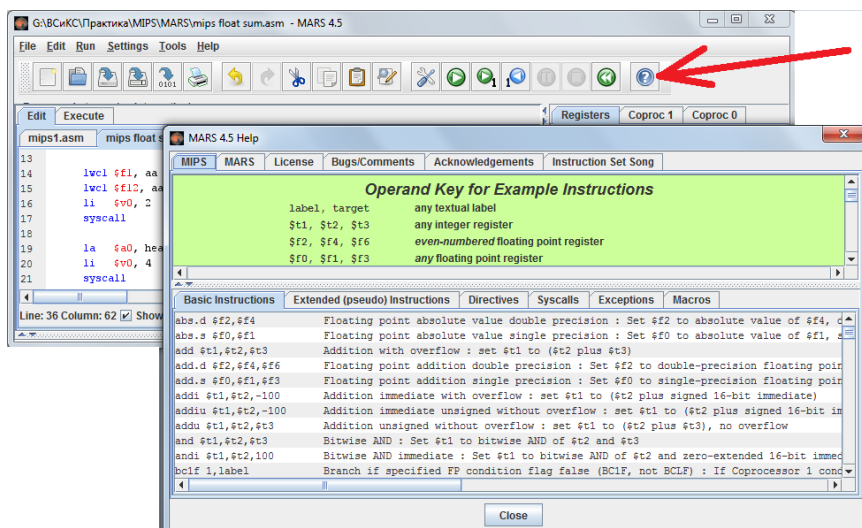 G:\ВСиКС\Практика\MIPS\MARS\mips float sum.asm - MARS 4.5
File Edit Run Settings Tools Help
Edit Execute
Registers Coproc 1 Coproc 0
mips1.asm mips float s
13
14 lwc1 $f1, aa
15 lwc1 $f12, aa
16 li $v0, 2
17 syscall
18
19 la $a0, hea
20 li $v0, 4
21 syscall
Line: 36 Column: 62 Show
MARS 4.5 Help
MIPS MARS License Bugs/Comments Acknowledgements Instruction Set Song
Operand Key for Example Instructions
label, target any textual label
$t1, $t2, $t3 any integer register
$f2, $f4, $f6 even-numbered floating point register
$f0, $f1, $f3 any floating point register
Basic Instructions Extended (pseudo) Instructions Directives Syscalls Exceptions Macros
abs.d $f2,$f4 Floating point absolute value double precision : Set $f2 to absolute value of $f4,
abs.s $f0,$f1 Floating point absolute value single precision : Set $f0 to absolute value of $f1,
add $t1,$t2,$t3 Addition with overflow : set $t1 to ($t2 plus $t3)
add.d $f2,$f4,$f6 Floating point addition double precision : Set $f2 to double-precision floating poin
add.s $f0,$f1,$f3 Floating point addition single precision : Set $f0 to single-precision floating poin
addi $t1,$t2,-100 Addition immediate with overflow : set $t1 to ($t2 plus signed 16-bit immediate)
addiu $t1,$t2,-100 Addition immediate unsigned without overflow : set $t1 to ($t2 plus signed 16-bit im
addu $t1,$t2,$t3 Addition unsigned without overflow : set $t1 to ($t2 plus $t3), no overflow
and $t1,$t2,$t3 Bitwise AND : Set $t1 to bitwise AND of $t2 and $t3
andi $t1,$t2,100 Bitwise AND immediate : Set $t1 to bitwise AND of $t2 and zero-extended 16-bit immed
bc1f 1,label Branch if specified FP condition flag false (BC1F, not BCLF) : If Coprocessor 1 cond
Close